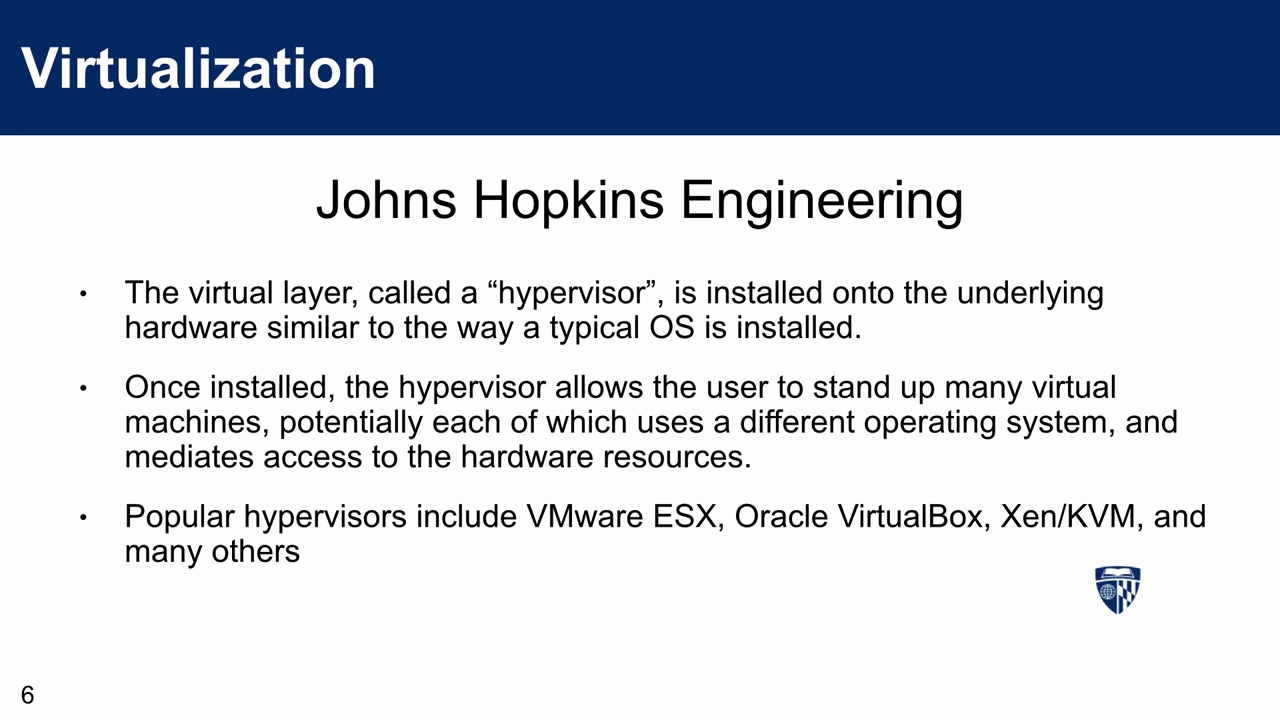 Virtualization
Johns Hopkins Engineering
• The virtual layer, called a “hypervisor”, is installed onto the underlying
hardware similar to the way a typical OS is installed.
• Once installed, the hypervisor allows the user to stand up many virtual
machines, potentially each of which uses a different operating system, and
mediates access to the hardware resources.
• Popular hypervisors include VMware ESX, Oracle VirtualBox, Xen/KVM, and
many others
6